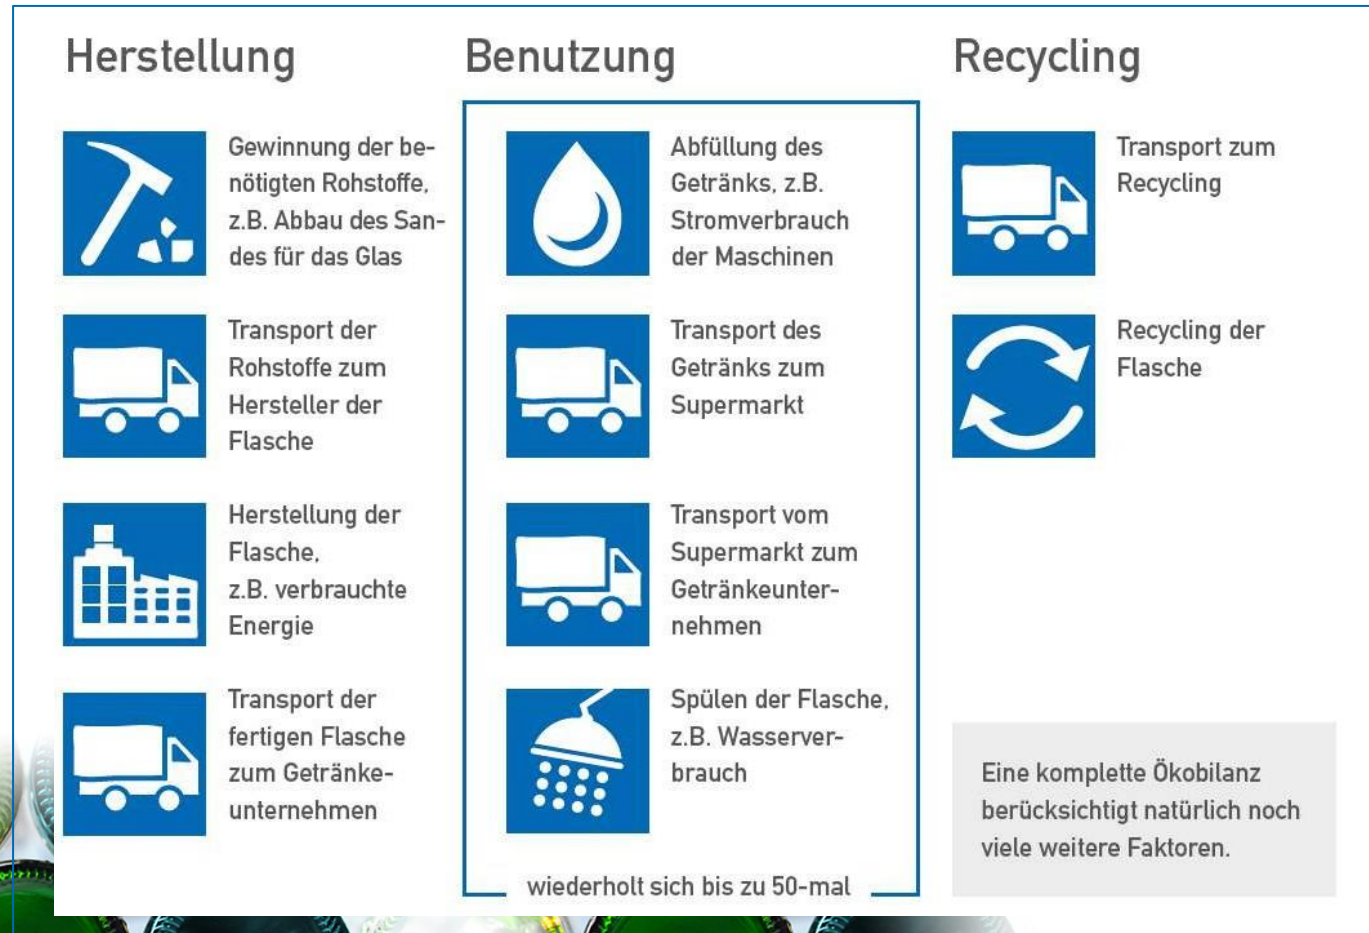 Herstellung
Gewinnung der be-
nötigten Rohstoffe,
z.B. Abbau des San-
des für das Glas
Transport der
Rohstoffe zum
Hersteller der
Flasche
Herstellung der
Flasche,
z.B. verbrauchte
Energie
Transport der
fertigen Flasche
zum Getränke-
unternehmen
Benutzung
Abfüllung des
Getränks, z.B.
Stromverbrauch
der Maschinen
Transport des
Getränks zum
Supermarkt
Transport vom
Supermarkt zum
Getränkeunter-
nehmen
Spülen der Flasche,
z.B. Wasserver-
brauch
wiederholt sich bis zu 50-mal
Recycling
Transport zum
Recycling
Recycling der
Flasche
Eine komplette Ökobilanz
berücksichtigt natürlich noch
viele weitere Faktoren.